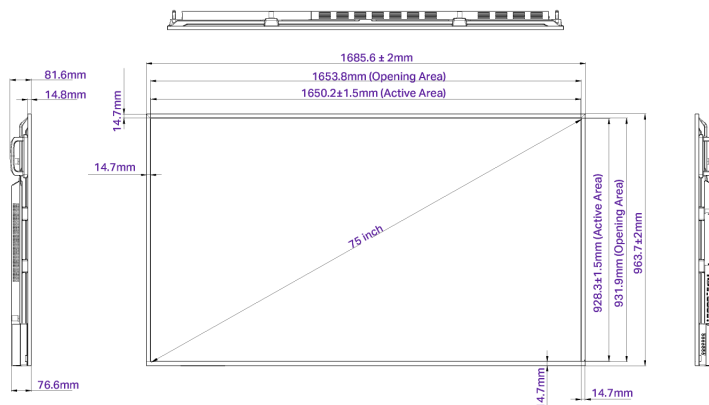 1685.6 ± 2mm
81.6mm
1653.8mm (Opening Area)
14.8mm
1650.2±1.5mm (Active Area)
14.7mm
14.7mm
75 inch
928.3±1.5mm (Active Area)
931.9mm (Opening Area)
963.7±2mm
76.6mm
4.7mm
14.7mm